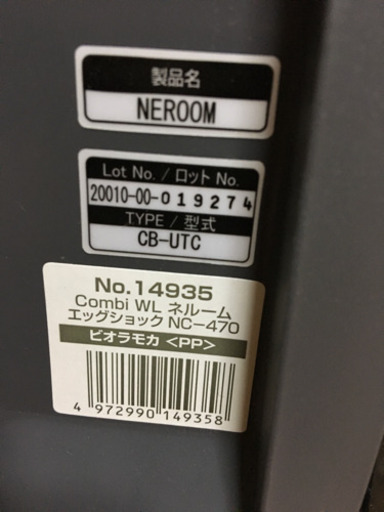 製品名
NEROOM
Lot No. / ロット No.
20010-00-019274
TYPE / 型式
CB-UTC
No.14935
Combi WL ネルーム
エッグショック NC-470
ビオラモカ <PP>
4 972990 149358